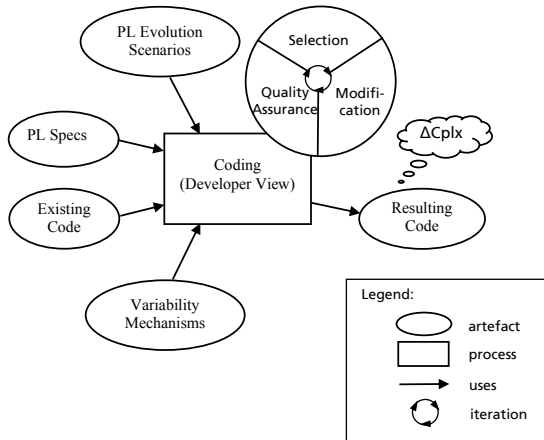 PL Evolution
Scenarios
Selection
Quality
Assurance
Modifi-
cation
PL Specs
Coding
(Developer View)
ΔCplx
Existing
Code
Resulting
Code
Variability
Mechanisms
Legend:
artefact
process
uses
iteration